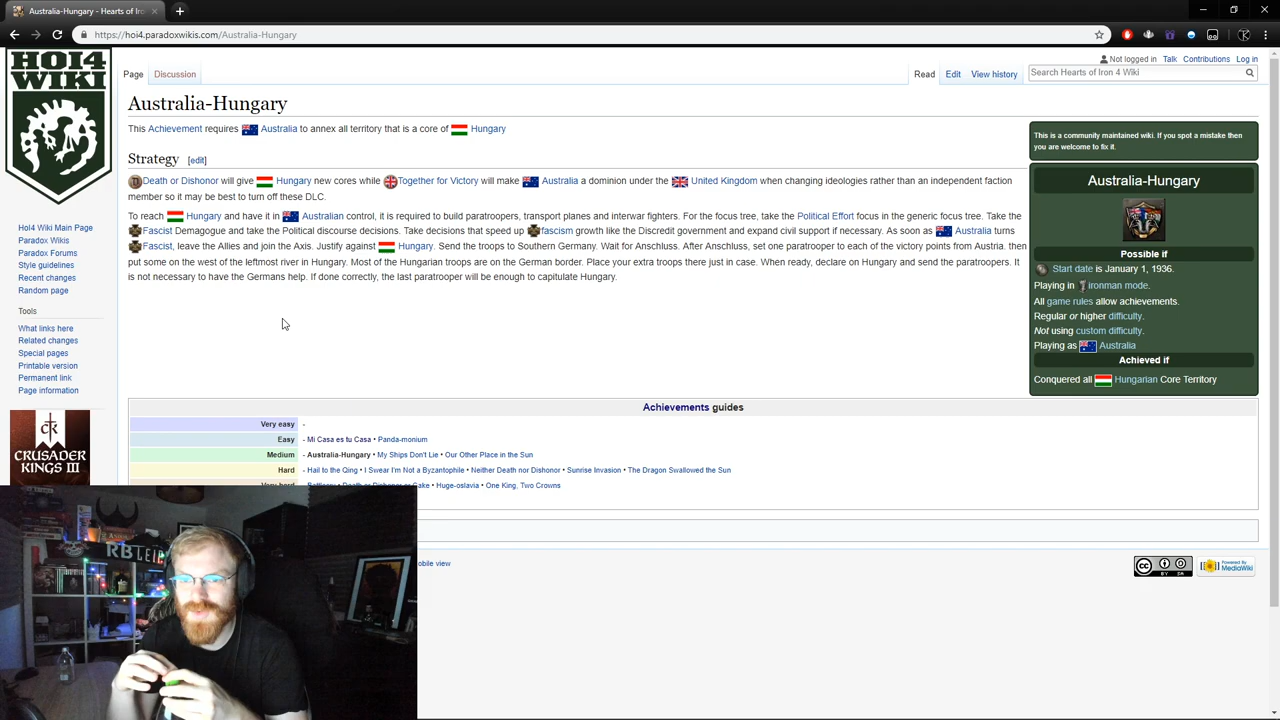 Australia-Hungary - Hearts of Iron
https://hoi4.paradoxwikis.com/Australia-Hungary
HOI4
WIKI
Not logged in Talk Contributions Log in
Page Discussion Read Edit View history Search Hearts of Iron 4 Wiki
Australia-Hungary
This Achievement requires Australia to annex all territory that is a core of Hungary
Strategy [edit]
Death or Dishonor will give Hungary new cores while Together for Victory will make Australia a dominion under the United Kingdom when changing ideologies rather than an independent faction
member so it may be best to turn off these DLC.
To reach Hungary and have it in Australian control, it is required to build paratroopers, transport planes and interwar fighters. For the focus tree, take the Political Effort focus in the generic focus tree. Take the
Fascist Demagogue and take the Political discourse decisions. Take decisions that speed up fascism growth like the Discredit government and expand civil support if necessary. As soon as Australia turns
Fascist, leave the Allies and join the Axis. Justify against Hungary. Send the troops to Southern Germany. Wait for Anschluss. After Anschluss, set one paratrooper to each of the victory points from Austria. then
put some on the west of the leftmost river in Hungary. Most of the Hungarian troops are on the German border. Place your extra troops there just in case. When ready, declare on Hungary and send the paratroopers. It
is not necessary to have the Germans help. If done correctly, the last paratrooper will be enough to capitulate Hungary.
This is a community maintained wiki. If you spot a mistake then
you are welcome to fix it.
Australia-Hungary
Possible if
Start date is January 1, 1936.
Playing in ironman mode.
All game rules allow achievements.
Regular or higher difficulty.
Not using custom difficulty.
Playing as Australia
Achieved if
Conquered all Hungarian Core Territory
HoI4 Wiki Main Page
Paradox Wikis
Paradox Forums
Style guidelines
Recent changes
Random page
Tools
What links here
Related changes
Special pages
Printable version
Permanent link
Page information
CRUSADER
KINGS III
Achievements guides
Very easy -
Easy - Mi Casa es tu Casa • Panda-monium
Medium - Australia-Hungary • My Ships Don't Lie • Our Other Place in the Sun
Hard - Hail to the Qing • I Swear I'm Not a Byzantophile • Neither Death nor Dishonor • Sunrise Invasion • The Dragon Swallowed the Sun
Cake • Huge-oslavia • One King, Two Crowns
obile view
CC BY SA
Powered By MediaWiki
RB LEIP